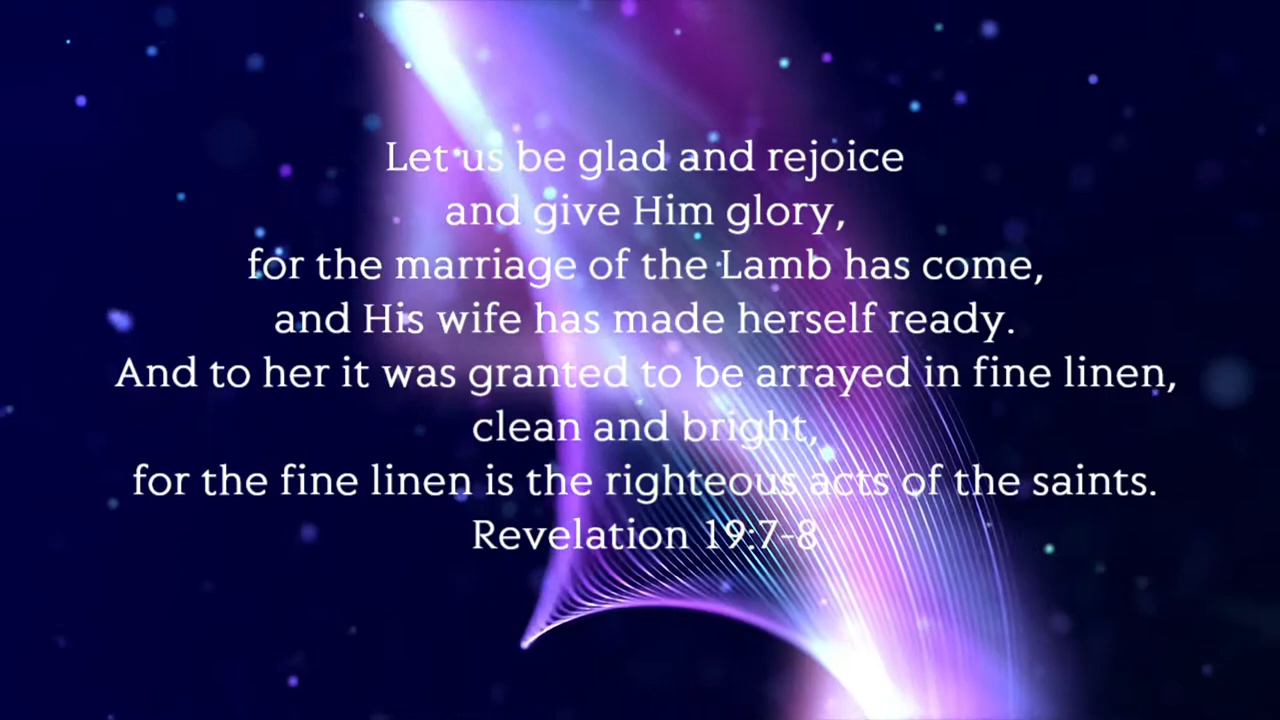 Let us be glad and rejoice
and give Him glory,
for the marriage of the Lamb has come,
and His wife has made herself ready.
And to her it was granted to be arrayed in fine linen,
clean and bright,
for the fine linen is the righteous acts of the saints.
Revelation 19:7-8